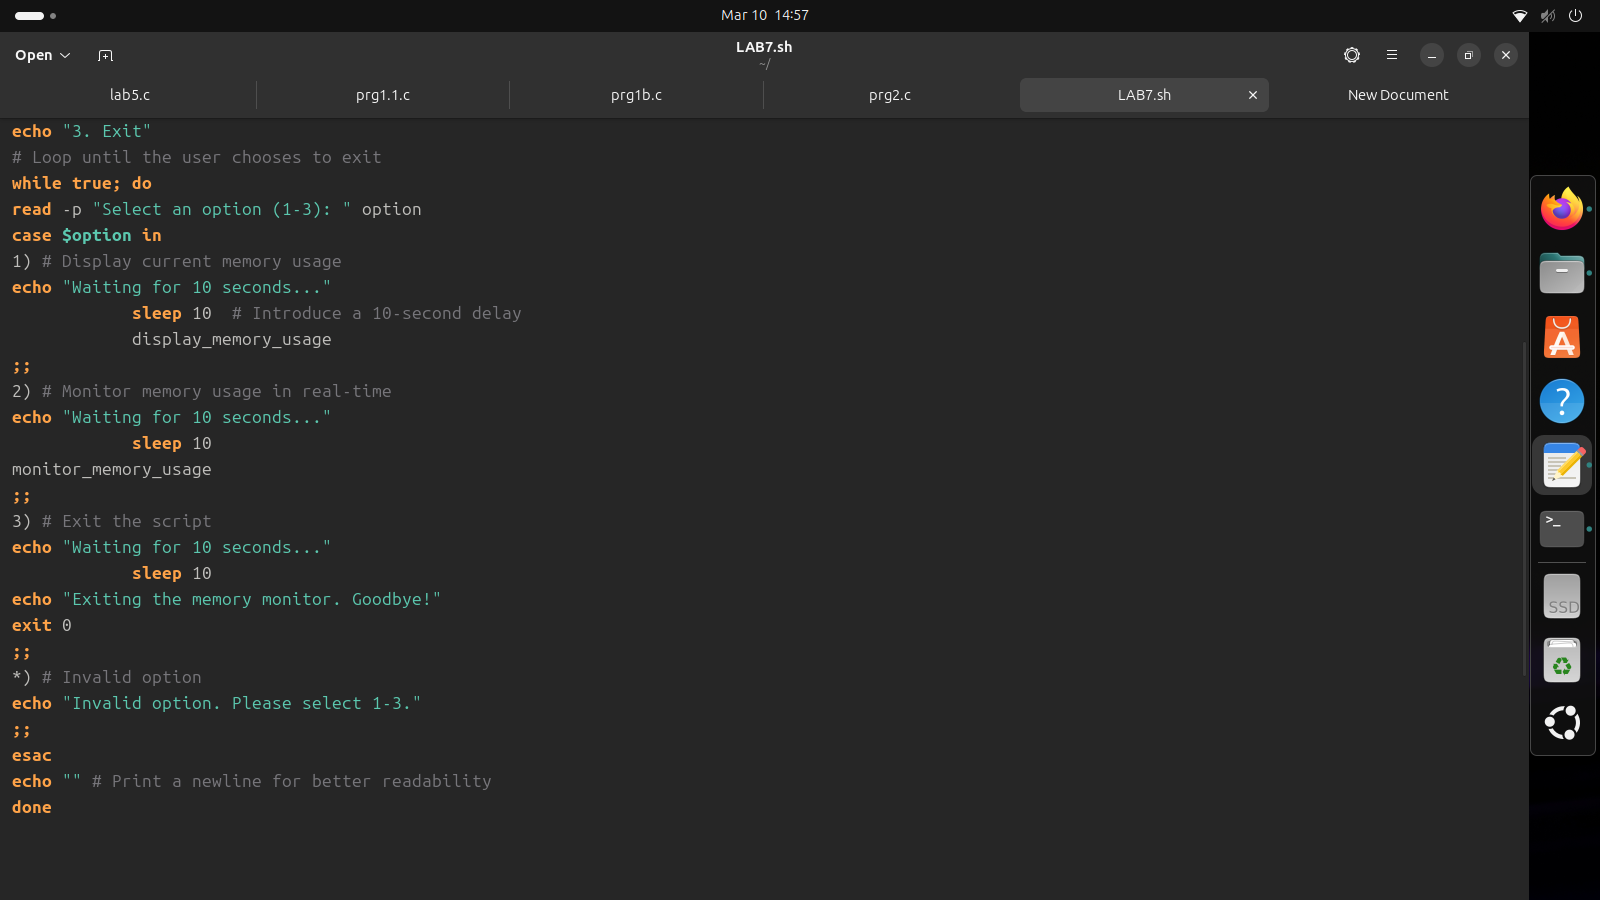 Mar 10 14:57
Open
LAB7.sh
~/
lab5.c prg1.1.c prg1b.c prg2.c LAB7.sh New Document
echo "3. Exit"
# Loop until the user chooses to exit
while true; do
read -p "Select an option (1-3): " option
case $option in
1) # Display current memory usage
echo "Waiting for 10 seconds..."
            sleep 10  # Introduce a 10-second delay
            display_memory_usage
;;
2) # Monitor memory usage in real-time
echo "Waiting for 10 seconds..."
            sleep 10
monitor_memory_usage
;;
3) # Exit the script
echo "Waiting for 10 seconds..."
            sleep 10
echo "Exiting the memory monitor. Goodbye!"
exit 0
;;
*) # Invalid option
echo "Invalid option. Please select 1-3."
;;
esac
echo "" # Print a newline for better readability
done
A
?
>_
SSD